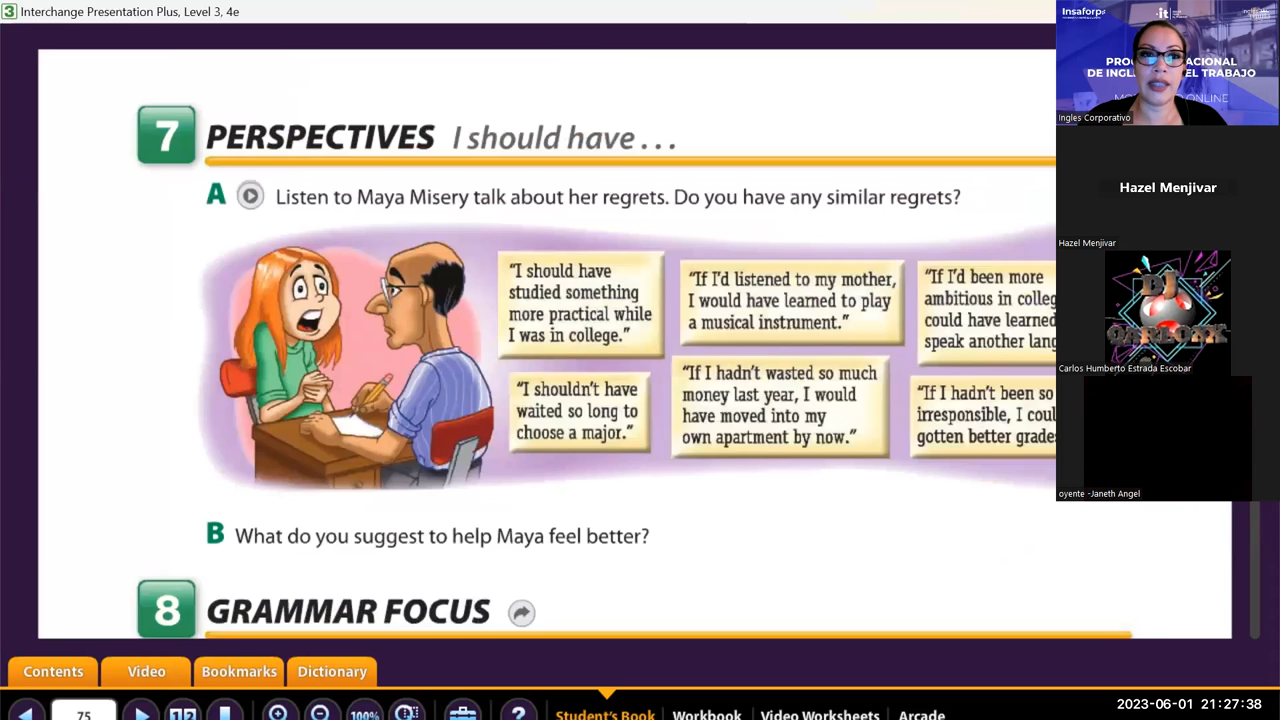 Interchange Presentation Plus, Level 3, 4e
7 PERSPECTIVES I should have . . .
A Listen to Maya Misery talk about her regrets. Do you have any similar regrets?
"I should have
studied something
more practical while
I was in college."
"If I'd listened to my mother,
I would have learned to play
a musical instrument."
"If I'd been more
ambitious in colleg
could have learned
speak another lang
"I shouldn't have
waited so long to
choose a major."
"If I hadn't wasted so much
money last year, I would
have moved into my
own apartment by now."
"If I hadn't been so
irresponsible, I coul
gotten better grade
B What do you suggest to help Maya feel better?
8 GRAMMAR FOCUS
Contents Video Bookmarks Dictionary
75 100% Student's Book Workbook Video Worksheets Arcade
Insaforp
DE INGL EL TRABAJO
ONLINE
Ingles Corporativo
Hazel Menjivar
Hazel Menjivar
DJ
Carlos Humberto Estrada Escobar
oyente -Janeth Angel
2023-06-01 21:27:38